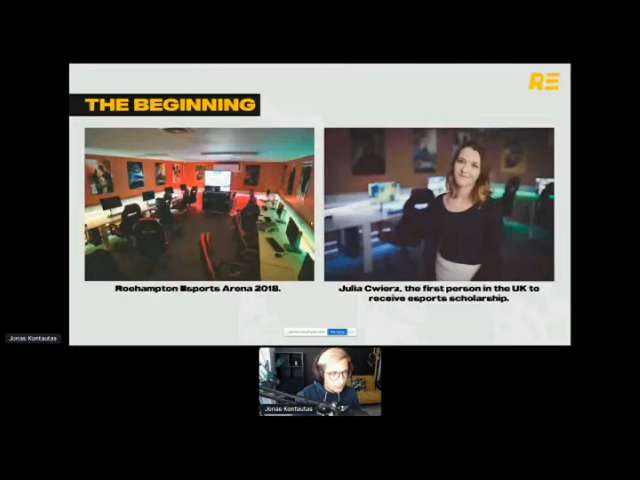 RE
THE BEGINNING
Roehampton Esports Arena 2018.
Julia Cwierz, the first person in the UK to
receive esports scholarship.
Jonas Kontautas
Jonas Kontautas